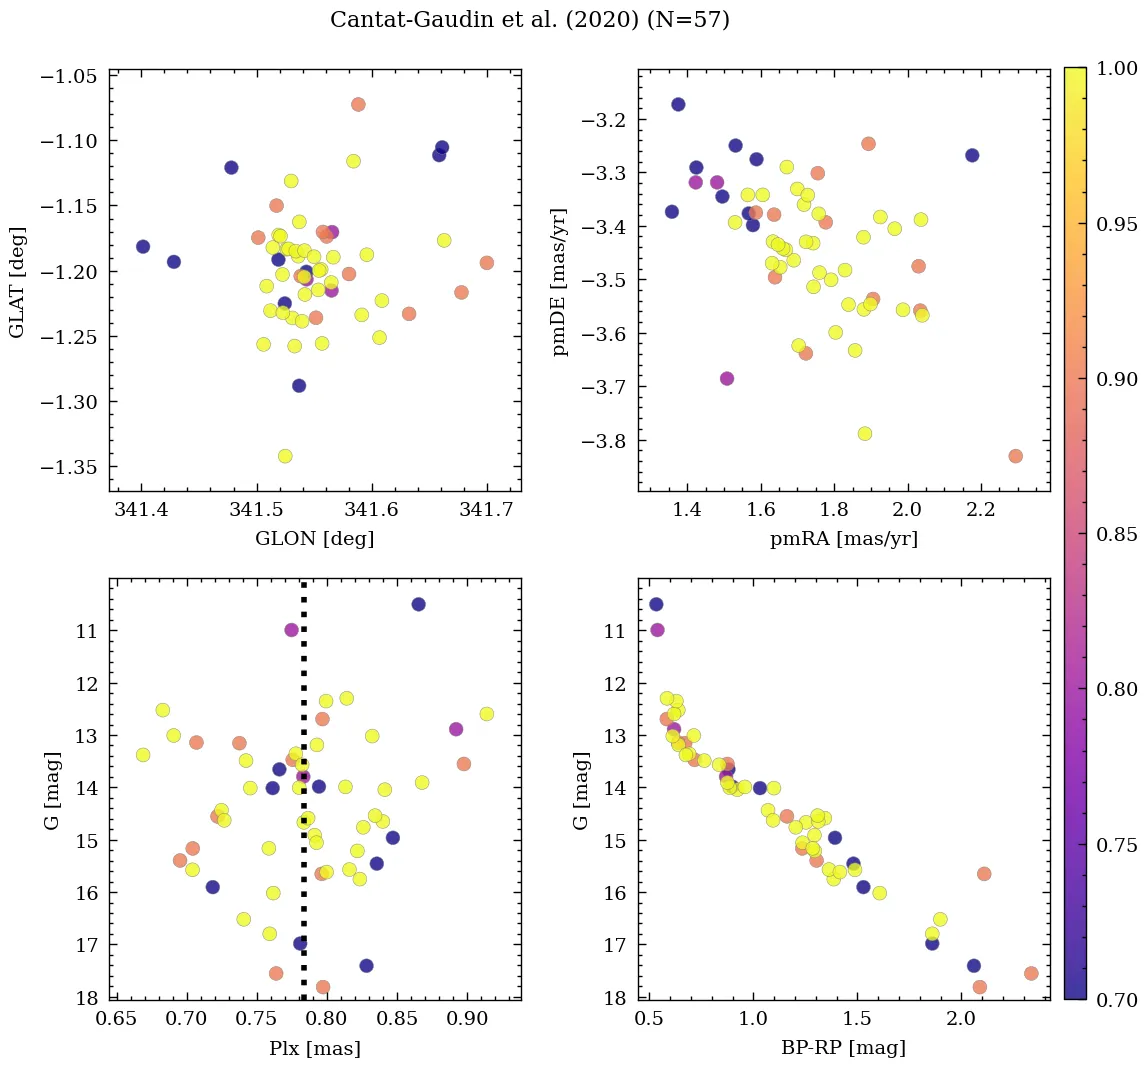 Cantat-Gaudin et al. (2020) (N=57)
−1.05
−1.10
−1.15
−1.20
−1.25
−1.30
−1.35
GLAT [deg]
341.4 341.5 341.6 341.7
GLON [deg]
−3.2
−3.3
−3.4
−3.5
−3.6
−3.7
−3.8
pmDE [mas/yr]
1.4 1.6 1.8 2.0 2.2
pmRA [mas/yr]
11
12
13
14
15
16
17
18
G [mag]
0.65 0.70 0.75 0.80 0.85 0.90
Plx [mas]
11
12
13
14
15
16
17
18
G [mag]
0.5 1.0 1.5 2.0
BP-RP [mag]
1.00
0.95
0.90
0.85
0.80
0.75
0.70